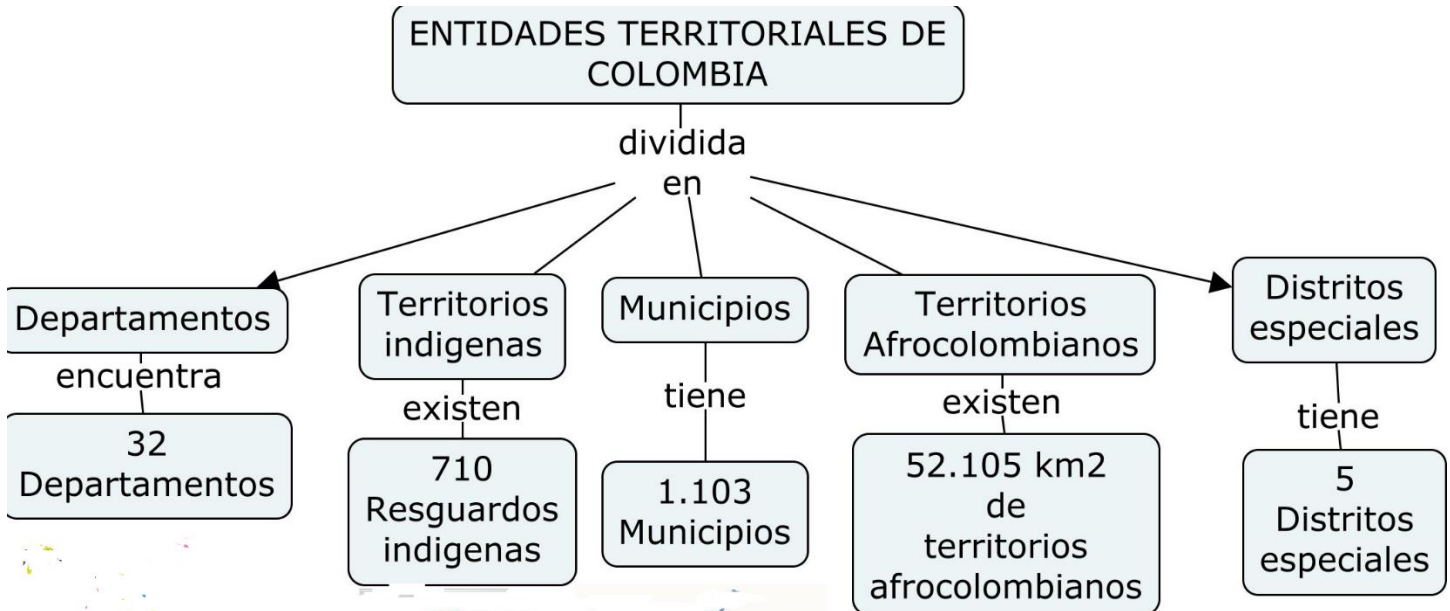 ENTIDADES TERRITORIALES DE
COLOMBIA
dividida
en
Departamentos
encuentra
32
Departamentos
Territorios
indigenas
existen
710
Resguardos
indigenas
Municipios
tiene
1.103
Municipios
Territorios
Afrocolombianos
existen
52.105 km2
de
territorios
afrocolombianos
Distritos
especiales
tiene
5
Distritos
especiales